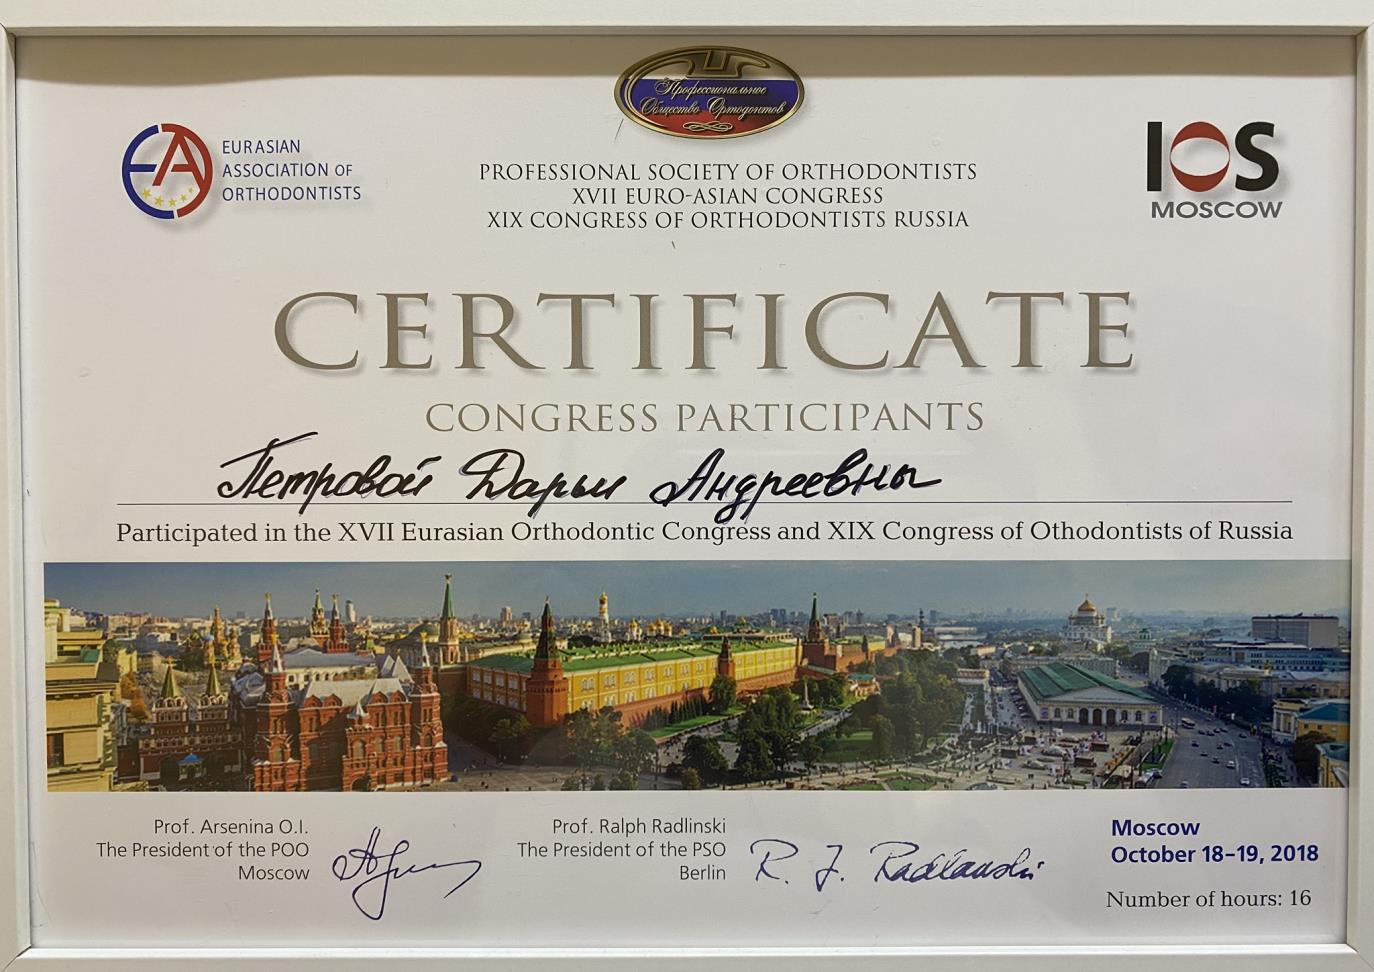 Профессиональное
Общество Ортодонтов
EURASIAN
ASSOCIATION OF
ORTHODONTISTS
EA
PROFESSIONAL SOCIETY OF ORTHODONTISTS
XVII EURO-ASIAN CONGRESS
XIX CONGRESS OF ORTHODONTISTS RUSSIA
IOS
MOSCOW
CERTIFICATE
CONGRESS PARTICIPANTS
Петровой Дарьи Андреевны
Participated in the XVII Eurasian Orthodontic Congress and XIX Congress of Othodontists of Russia
Prof. Arsenina O.I.
The President of the POO
Moscow
Prof. Ralph Radlinski
The President of the PSO
Berlin
R. J. Radlanski
Moscow
October 18-19, 2018
Number of hours: 16